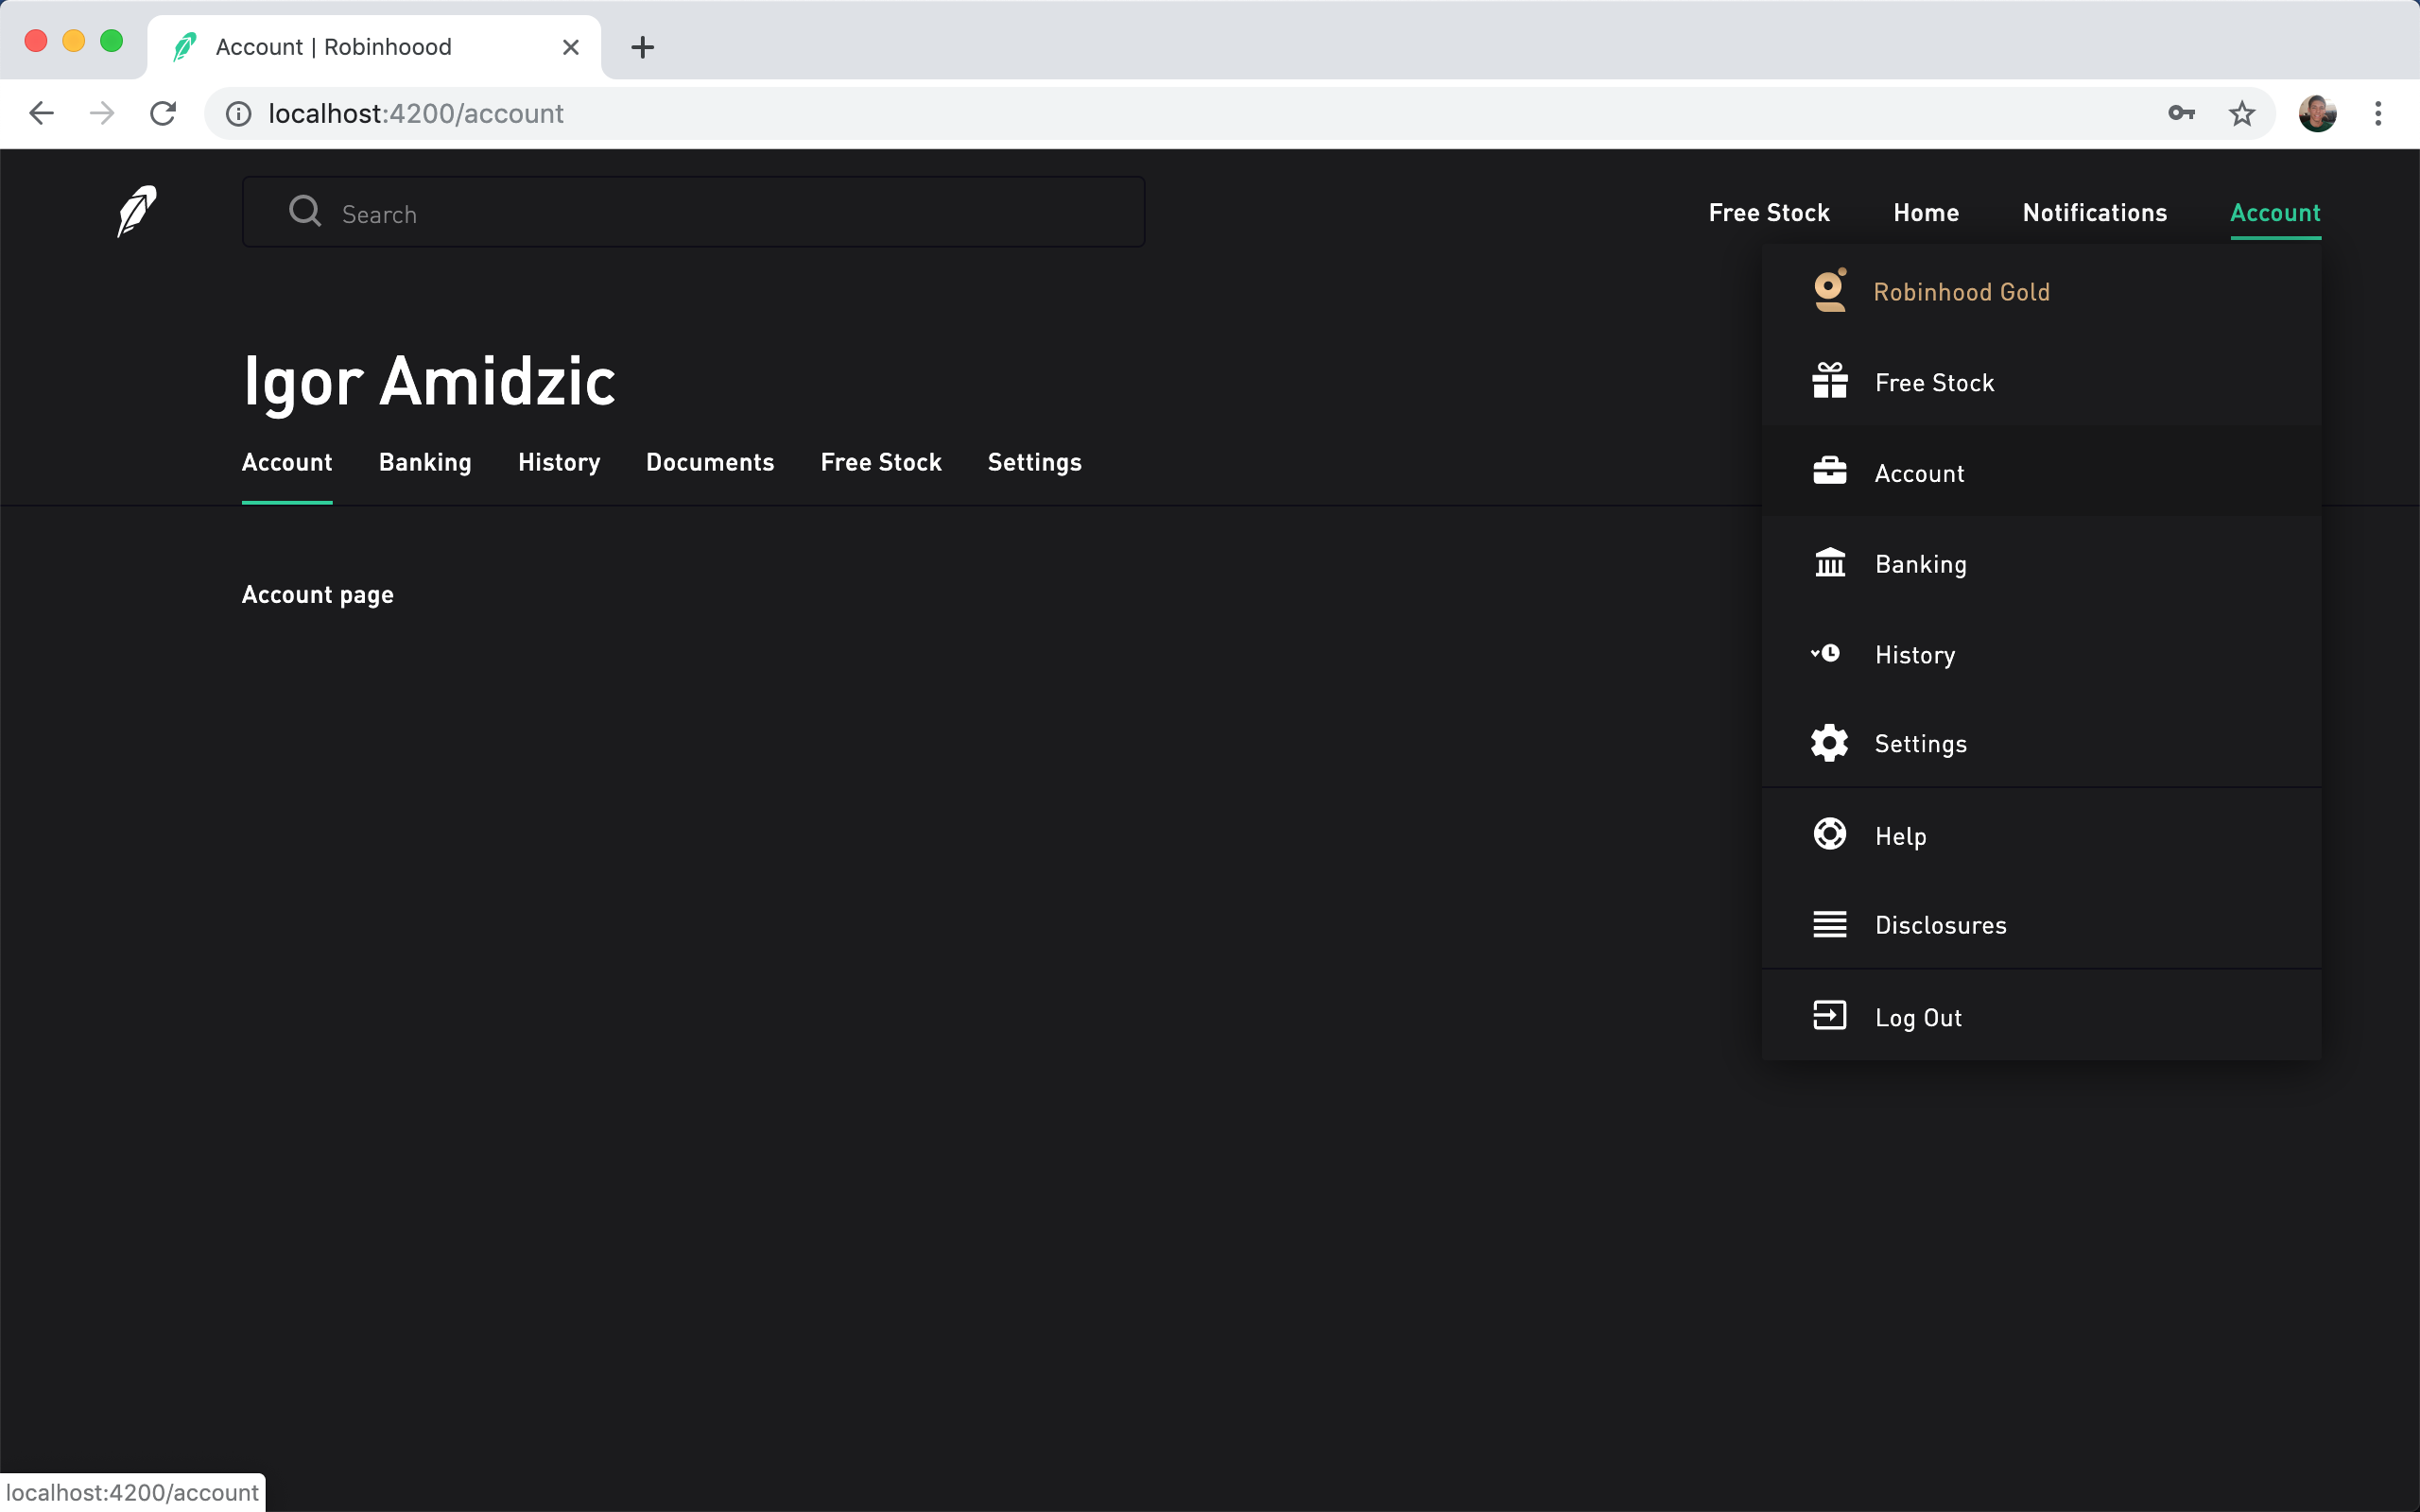 Account | Robinhoood
localhost:4200/account
Search
Free Stock Home Notifications Account
Igor Amidzic
Account Banking History Documents Free Stock Settings
Account page
Robinhood Gold
Free Stock
Account
Banking
History
Settings
Help
Disclosures
Log Out
localhost:4200/account